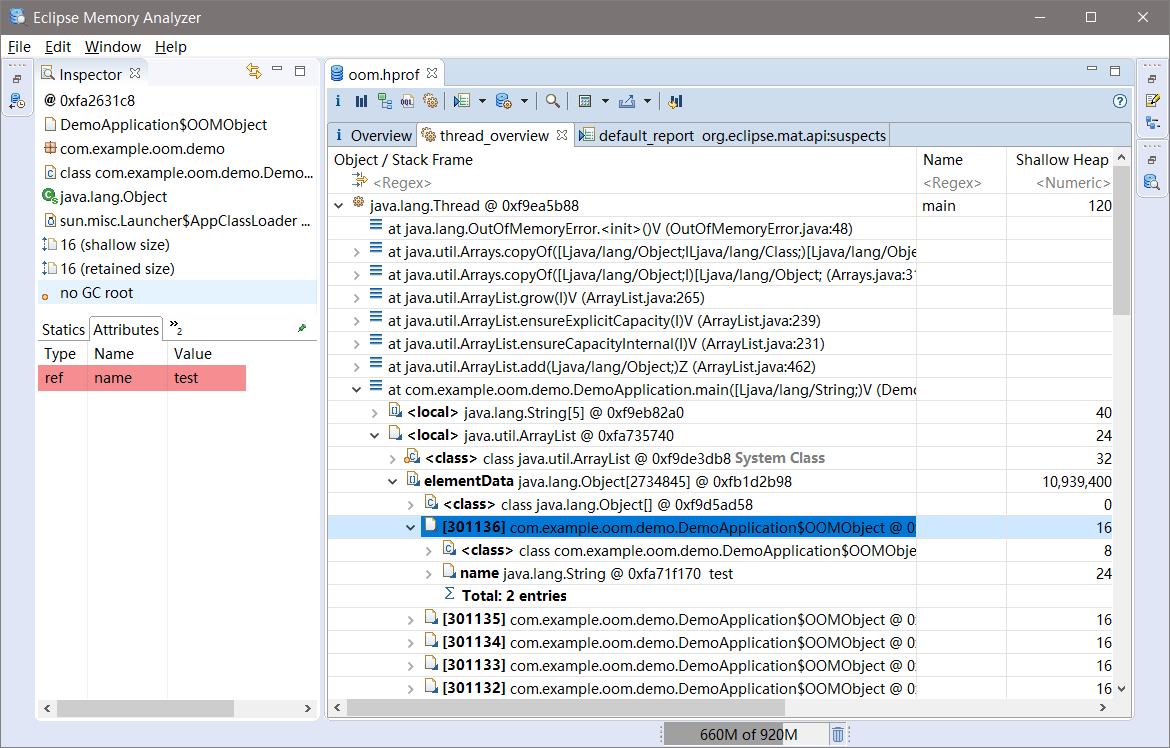 Eclipse Memory Analyzer
File Edit Window Help
Inspector
@ 0xfa2631c8
DemoApplication$OOMObject
com.example.oom.demo
class com.example.oom.demo.Demo...
java.lang.Object
sun.misc.Launcher$AppClassLoader ...
16 (shallow size)
16 (retained size)
no GC root
Statics Attributes »2
Type Name Value
ref name test
oom.hprof
i Overview thread_overview default_report org.eclipse.mat.api:suspects
Object / Stack Frame Name Shallow Heap
<Regex> <Regex> <Numeric>
java.lang.Thread @ 0xf9ea5b88 main 120
at java.lang.OutOfMemoryError.<init>()V (OutOfMemoryError.java:48)
at java.util.Arrays.copyOf([Ljava/lang/Object;ILjava/lang/Class;)[Ljava/lang/Obje
at java.util.Arrays.copyOf([Ljava/lang/Object;I)[Ljava/lang/Object; (Arrays.java:31
at java.util.ArrayList.grow(I)V (ArrayList.java:265)
at java.util.ArrayList.ensureExplicitCapacity(I)V (ArrayList.java:239)
at java.util.ArrayList.ensureCapacityInternal(I)V (ArrayList.java:231)
at java.util.ArrayList.add(Ljava/lang/Object;)Z (ArrayList.java:462)
at com.example.oom.demo.DemoApplication.main([Ljava/lang/String;)V (Demo
<local> java.lang.String[5] @ 0xf9eb82a0 40
<local> java.util.ArrayList @ 0xfa735740 24
<class> class java.util.ArrayList @ 0xf9de3db8 System Class 32
elementData java.lang.Object[2734845] @ 0xfb1d2b98 10,939,400
<class> class java.lang.Object[] @ 0xf9d5ad58 0
[301136] com.example.oom.demo.DemoApplication$OOMObject @ 0 16
<class> class com.example.oom.demo.DemoApplication$OOMObje 8
name java.lang.String @ 0xfa71f170 test 24
Σ Total: 2 entries
[301135] com.example.oom.demo.DemoApplication$OOMObject @ 0 16
[301134] com.example.oom.demo.DemoApplication$OOMObject @ 0 16
[301133] com.example.oom.demo.DemoApplication$OOMObject @ 0 16
[301132] com.example.oom.demo.DemoApplication$OOMObject @ 0 16
660M of 920M